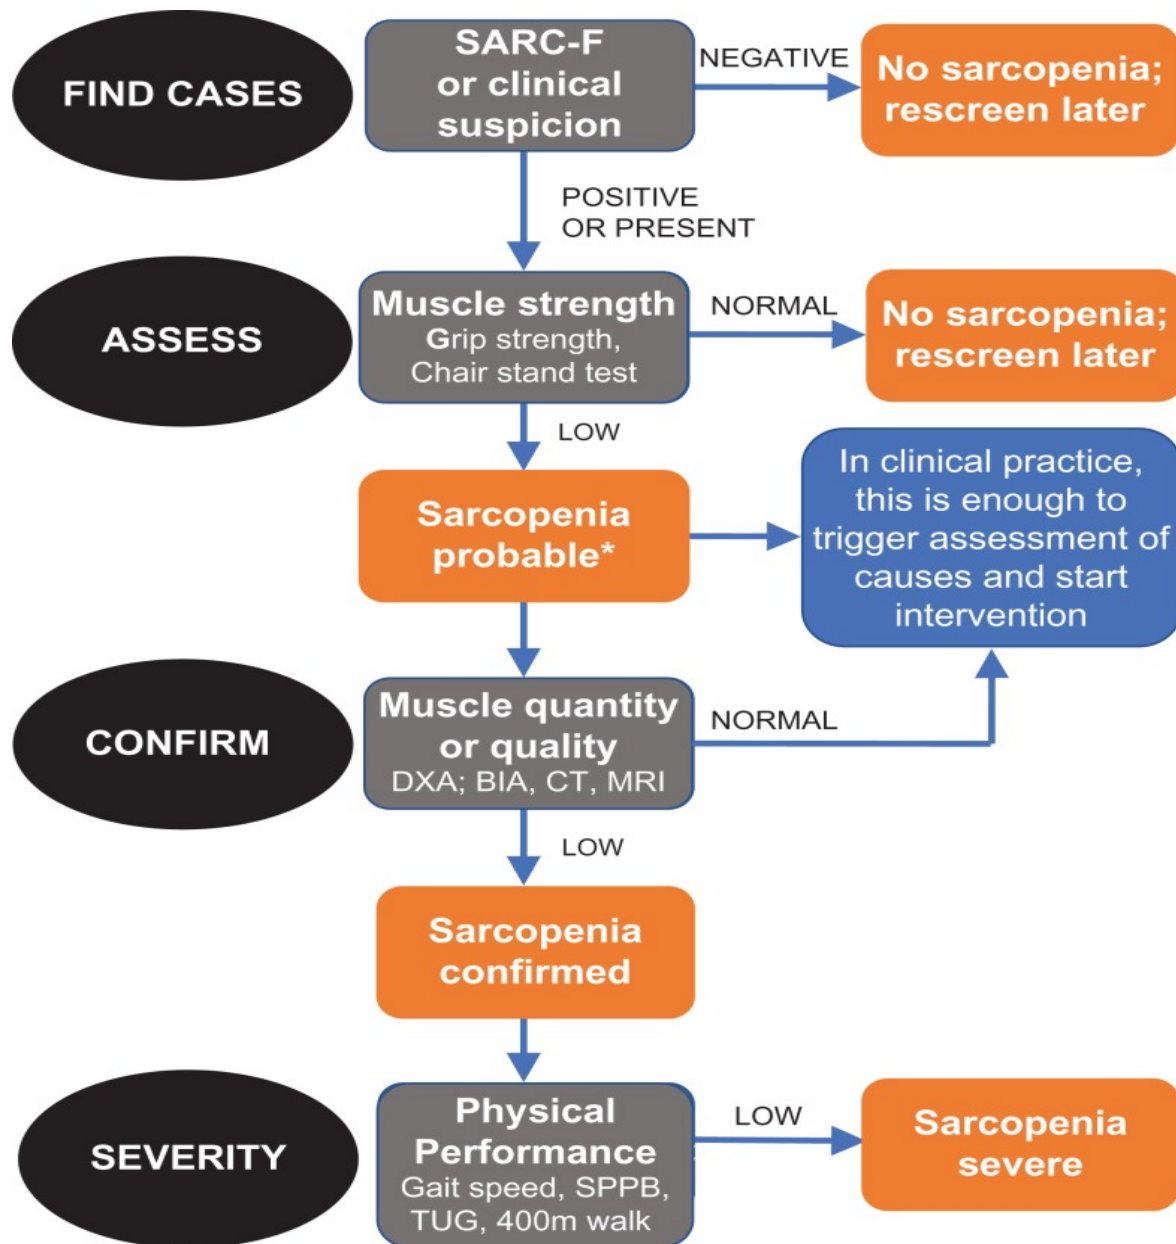 FIND CASES
SARC-F
or clinical
suspicion
NEGATIVE
No sarcopenia;
rescreen later
POSITIVE
OR PRESENT
ASSESS
Muscle strength
Grip strength,
Chair stand test
NORMAL
No sarcopenia;
rescreen later
LOW
Sarcopenia
probable*
In clinical practice,
this is enough to
trigger assessment of
causes and start
intervention
CONFIRM
Muscle quantity
or quality
DXA; BIA, CT, MRI
NORMAL
LOW
Sarcopenia
confirmed
SEVERITY
Physical
Performance
Gait speed, SPPB,
TUG, 400m walk
LOW
Sarcopenia
severe